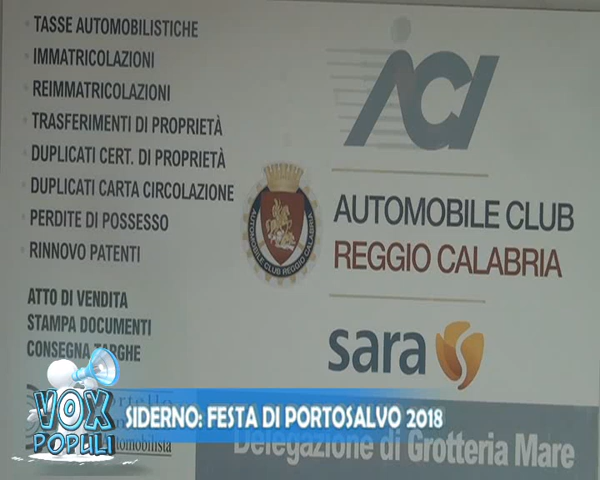 TASSE AUTOMOBILISTICHE
IMMATRICOLAZIONI
REIMMATRICOLAZIONI
TRASFERIMENTI DI PROPRIETÀ
DUPLICATI CERT. DI PROPRIETÀ
DUPLICATI CARTA CIRCOLAZIONE
PERDITE DI POSSESSO
RINNOVO PATENTI
ATTO DI VENDITA
STAMPA DOCUMENTI
CONSEGNA TARGHE
ACI
AUTOMOBILE CLUB
REGGIO CALABRIA
AUTOMOBILE CLUB REGGIO CALABRIA
sara
VOX
POPULI
SIDERNO: FESTA DI PORTOSALVO 2018
Delegazione di Grotteria Mare